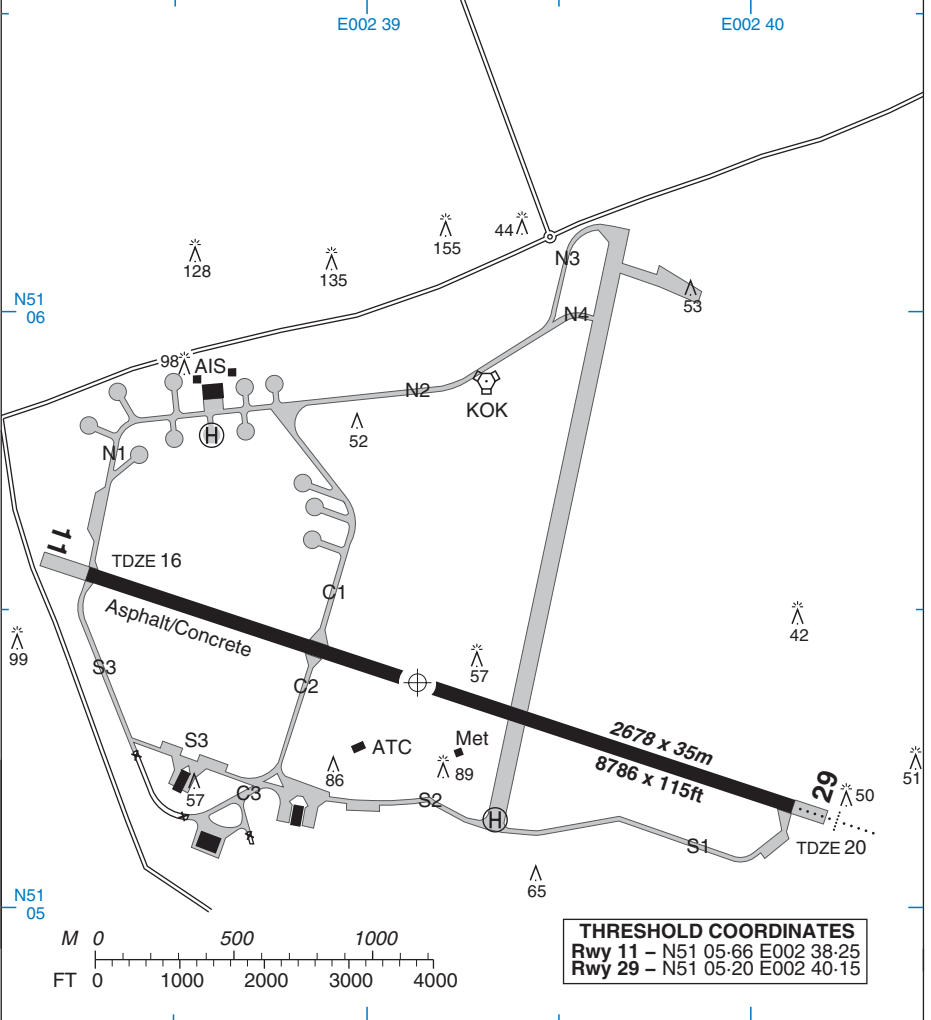 E002 39
E002 40
44
155
128
135
N3
53
N51
06
N4
98
AIS
N2
KOK
52
H
N1
11
TDZE 16
C1
Asphalt/Concrete
42
99
57
S3
C2
2678 x 35m
8786 x 115ft
S3
ATC
Met
86
89
51
57
C3
S2
29
50
H
TDZE 20
S1
65
N51
05
M 0 500 1000
FT 0 1000 2000 3000 4000
THRESHOLD COORDINATES
Rwy 11 – N51 05·66 E002 38·25
Rwy 29 – N51 05·20 E002 40·15